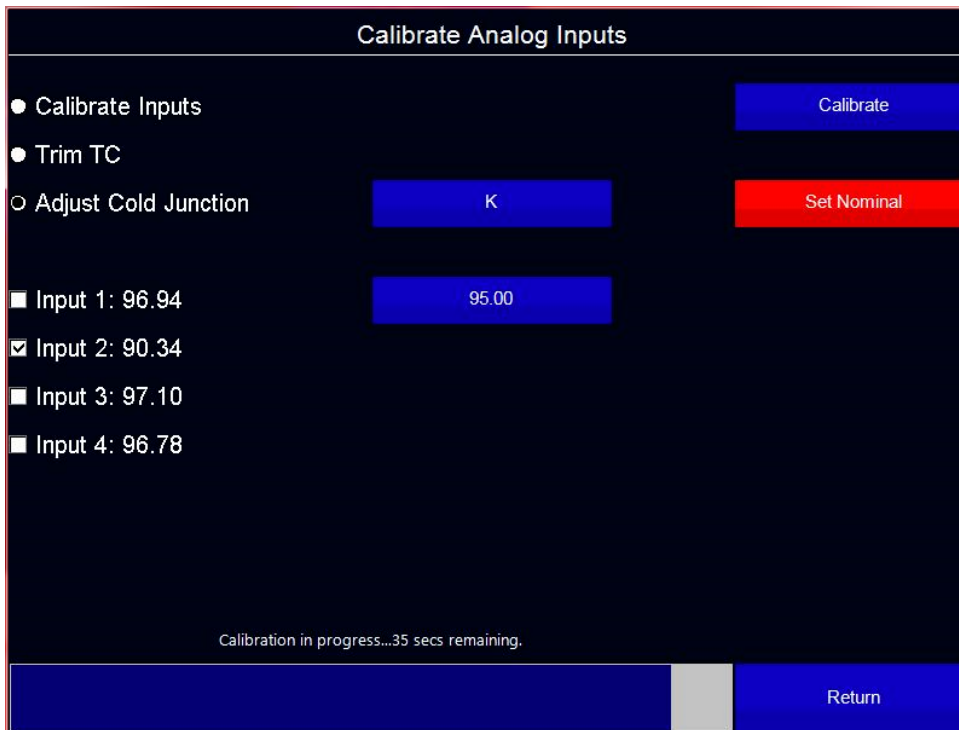 Calibrate Analog Inputs
Calibrate Inputs
Calibrate
Trim TC
Adjust Cold Junction
K
Set Nominal
Input 1: 96.94
95.00
Input 2: 90.34
Input 3: 97.10
Input 4: 96.78
Calibration in progress...35 secs remaining.
Return